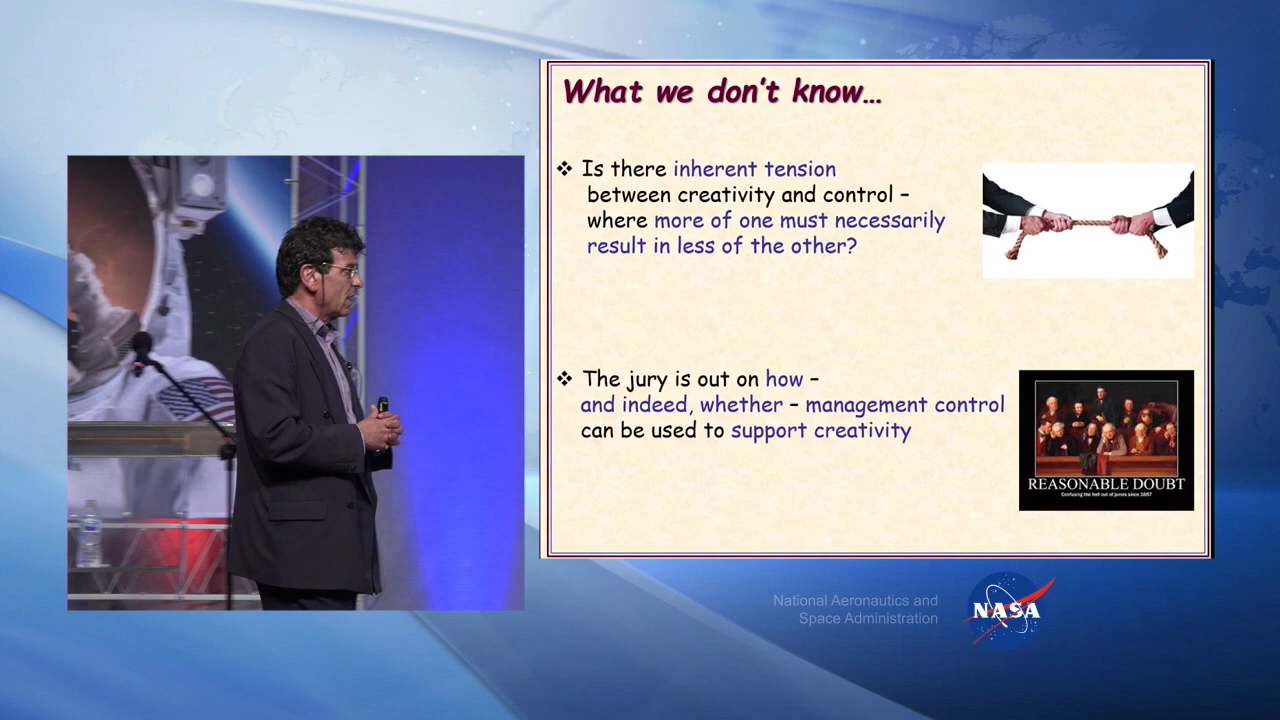 What we don't know…
❖ Is there inherent tension
between creativity and control –
where more of one must necessarily
result in less of the other?
❖ The jury is out on how –
and indeed, whether – management control
can be used to support creativity
REASONABLE DOUBT
Confusing the hell out of jurors since 1657
National Aeronautics and
Space Administration
NASA